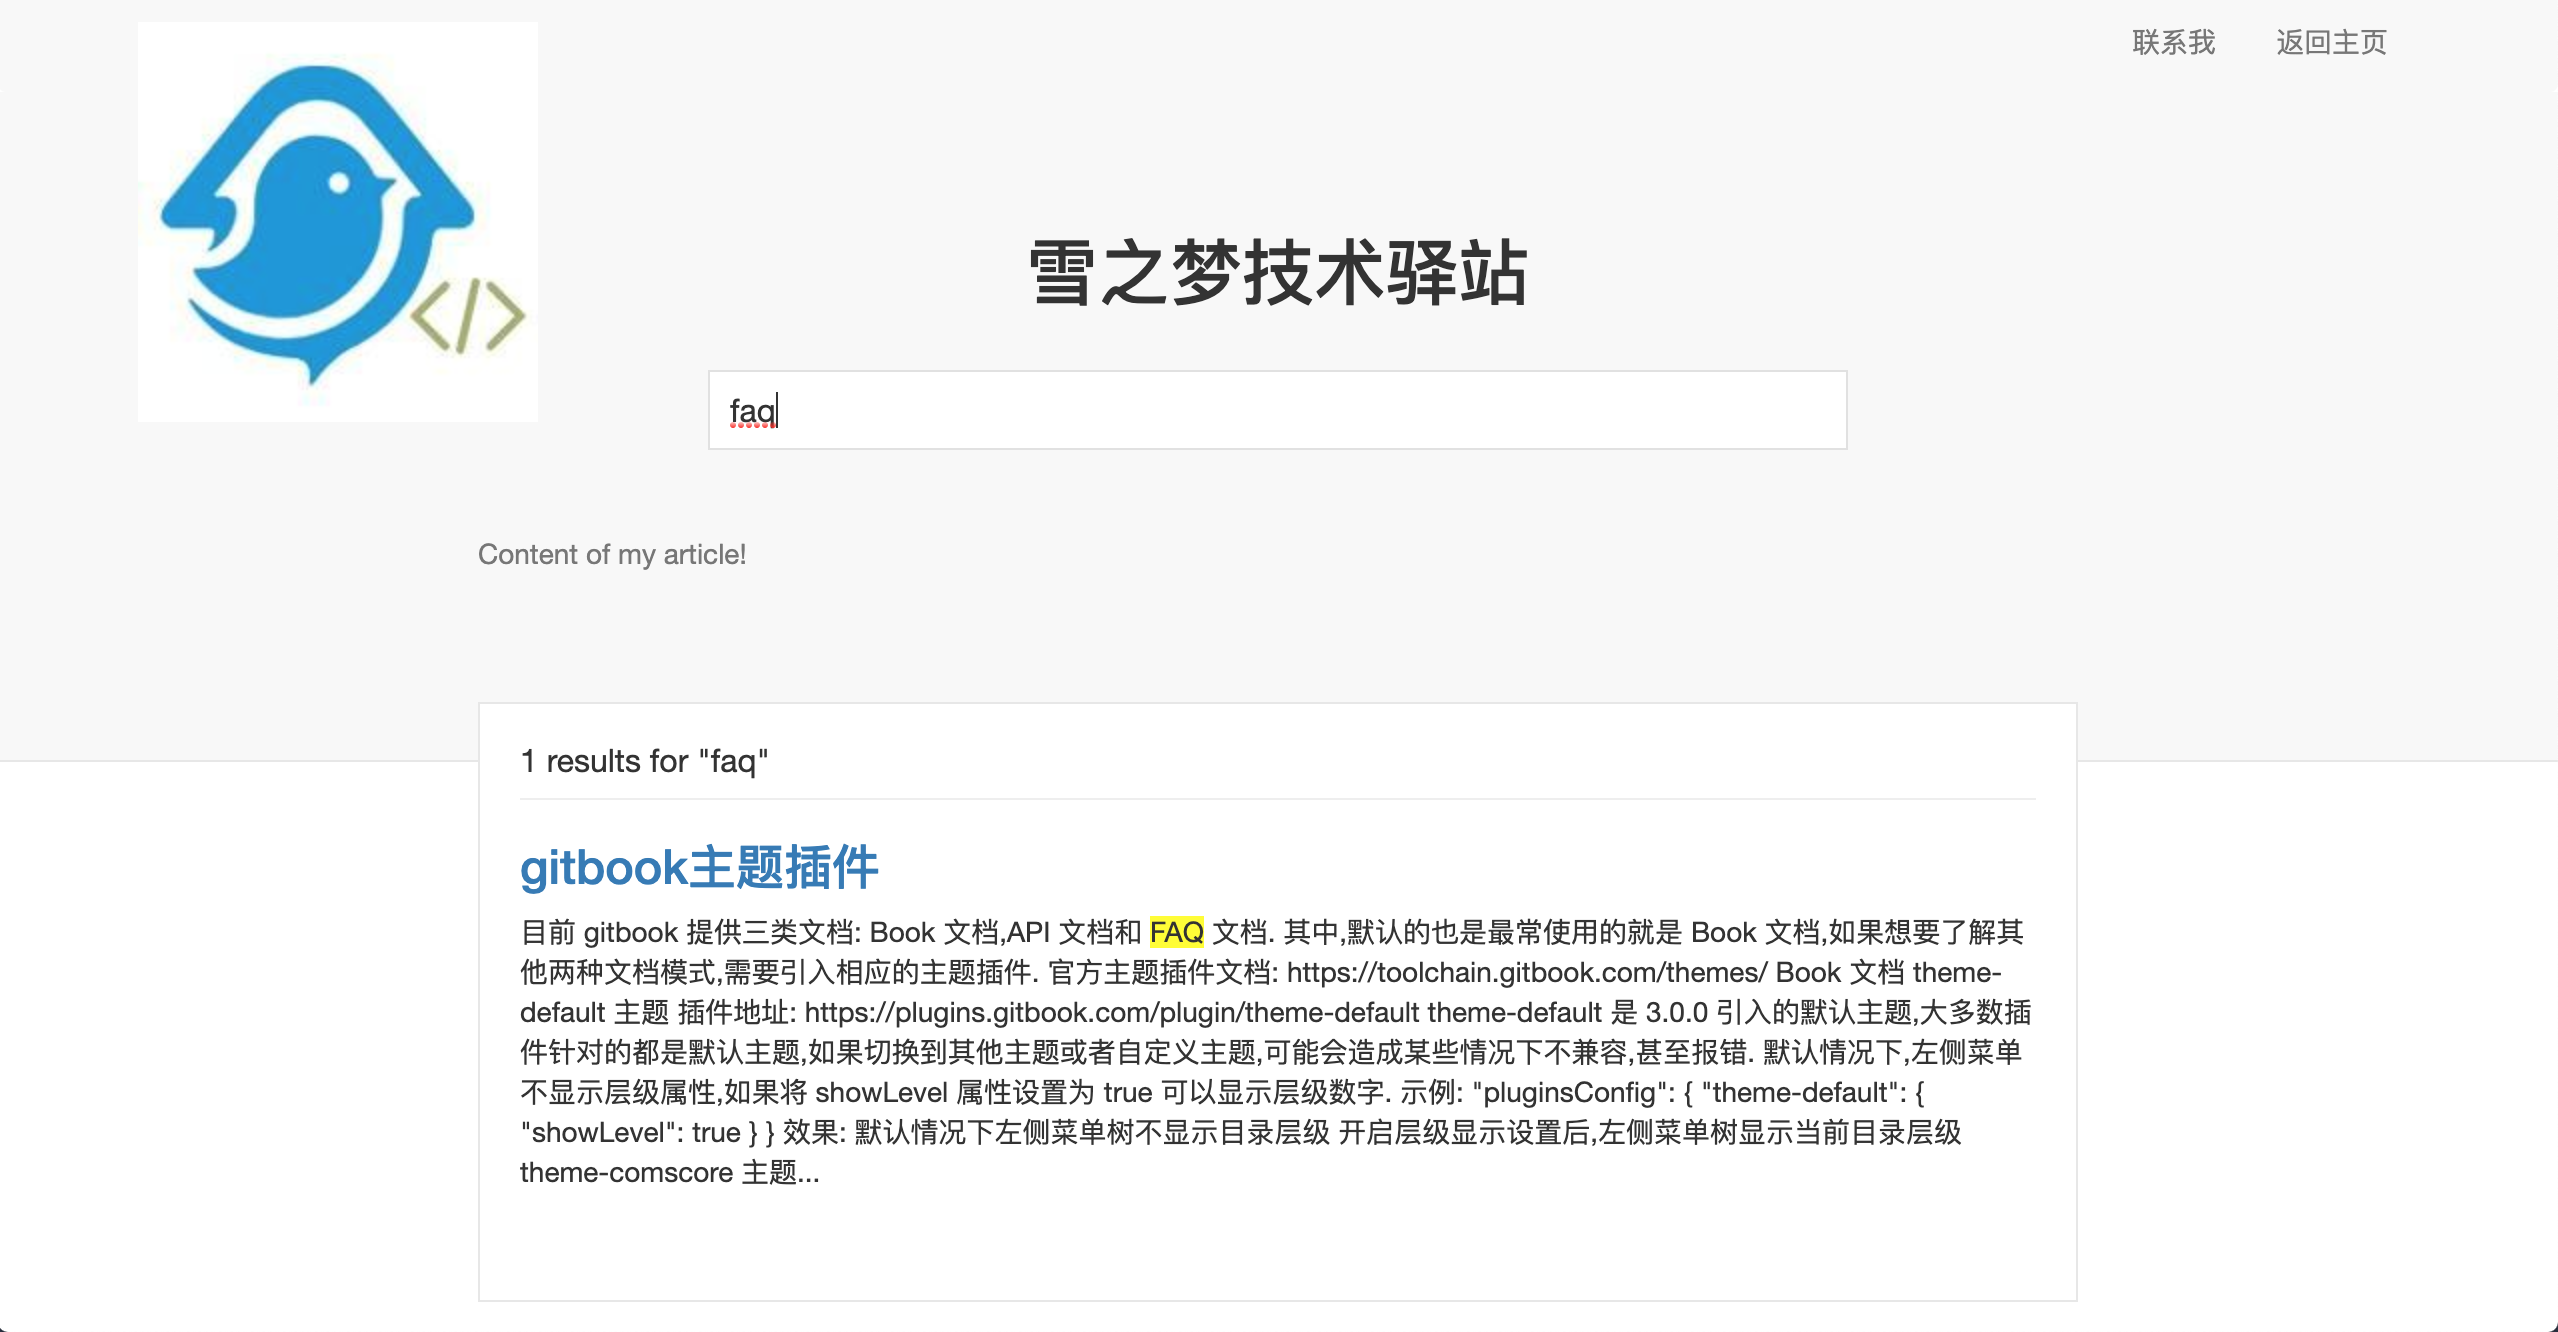 联系我 返回主页
</>
雪之梦技术驿站
faq
Content of my article!
1 results for "faq"
gitbook主题插件
目前 gitbook 提供三类文档: Book 文档,API 文档和 FAQ 文档. 其中,默认的也是最常使用的就是 Book 文档,如果想要了解其
他两种文档模式,需要引入相应的主题插件. 官方主题插件文档: https://toolchain.gitbook.com/themes/ Book 文档 theme-
default 主题 插件地址: https://plugins.gitbook.com/plugin/theme-default theme-default 是 3.0.0 引入的默认主题,大多数插
件针对的都是默认主题,如果切换到其他主题或者自定义主题,可能会造成某些情况下不兼容,甚至报错. 默认情况下,左侧菜单
不显示层级属性,如果将 showLevel 属性设置为 true 可以显示层级数字. 示例: "pluginsConfig": { "theme-default": {
"showLevel": true } } 效果: 默认情况下左侧菜单树不显示目录层级 开启层级显示设置后,左侧菜单树显示当前目录层级
theme-comscore 主题...